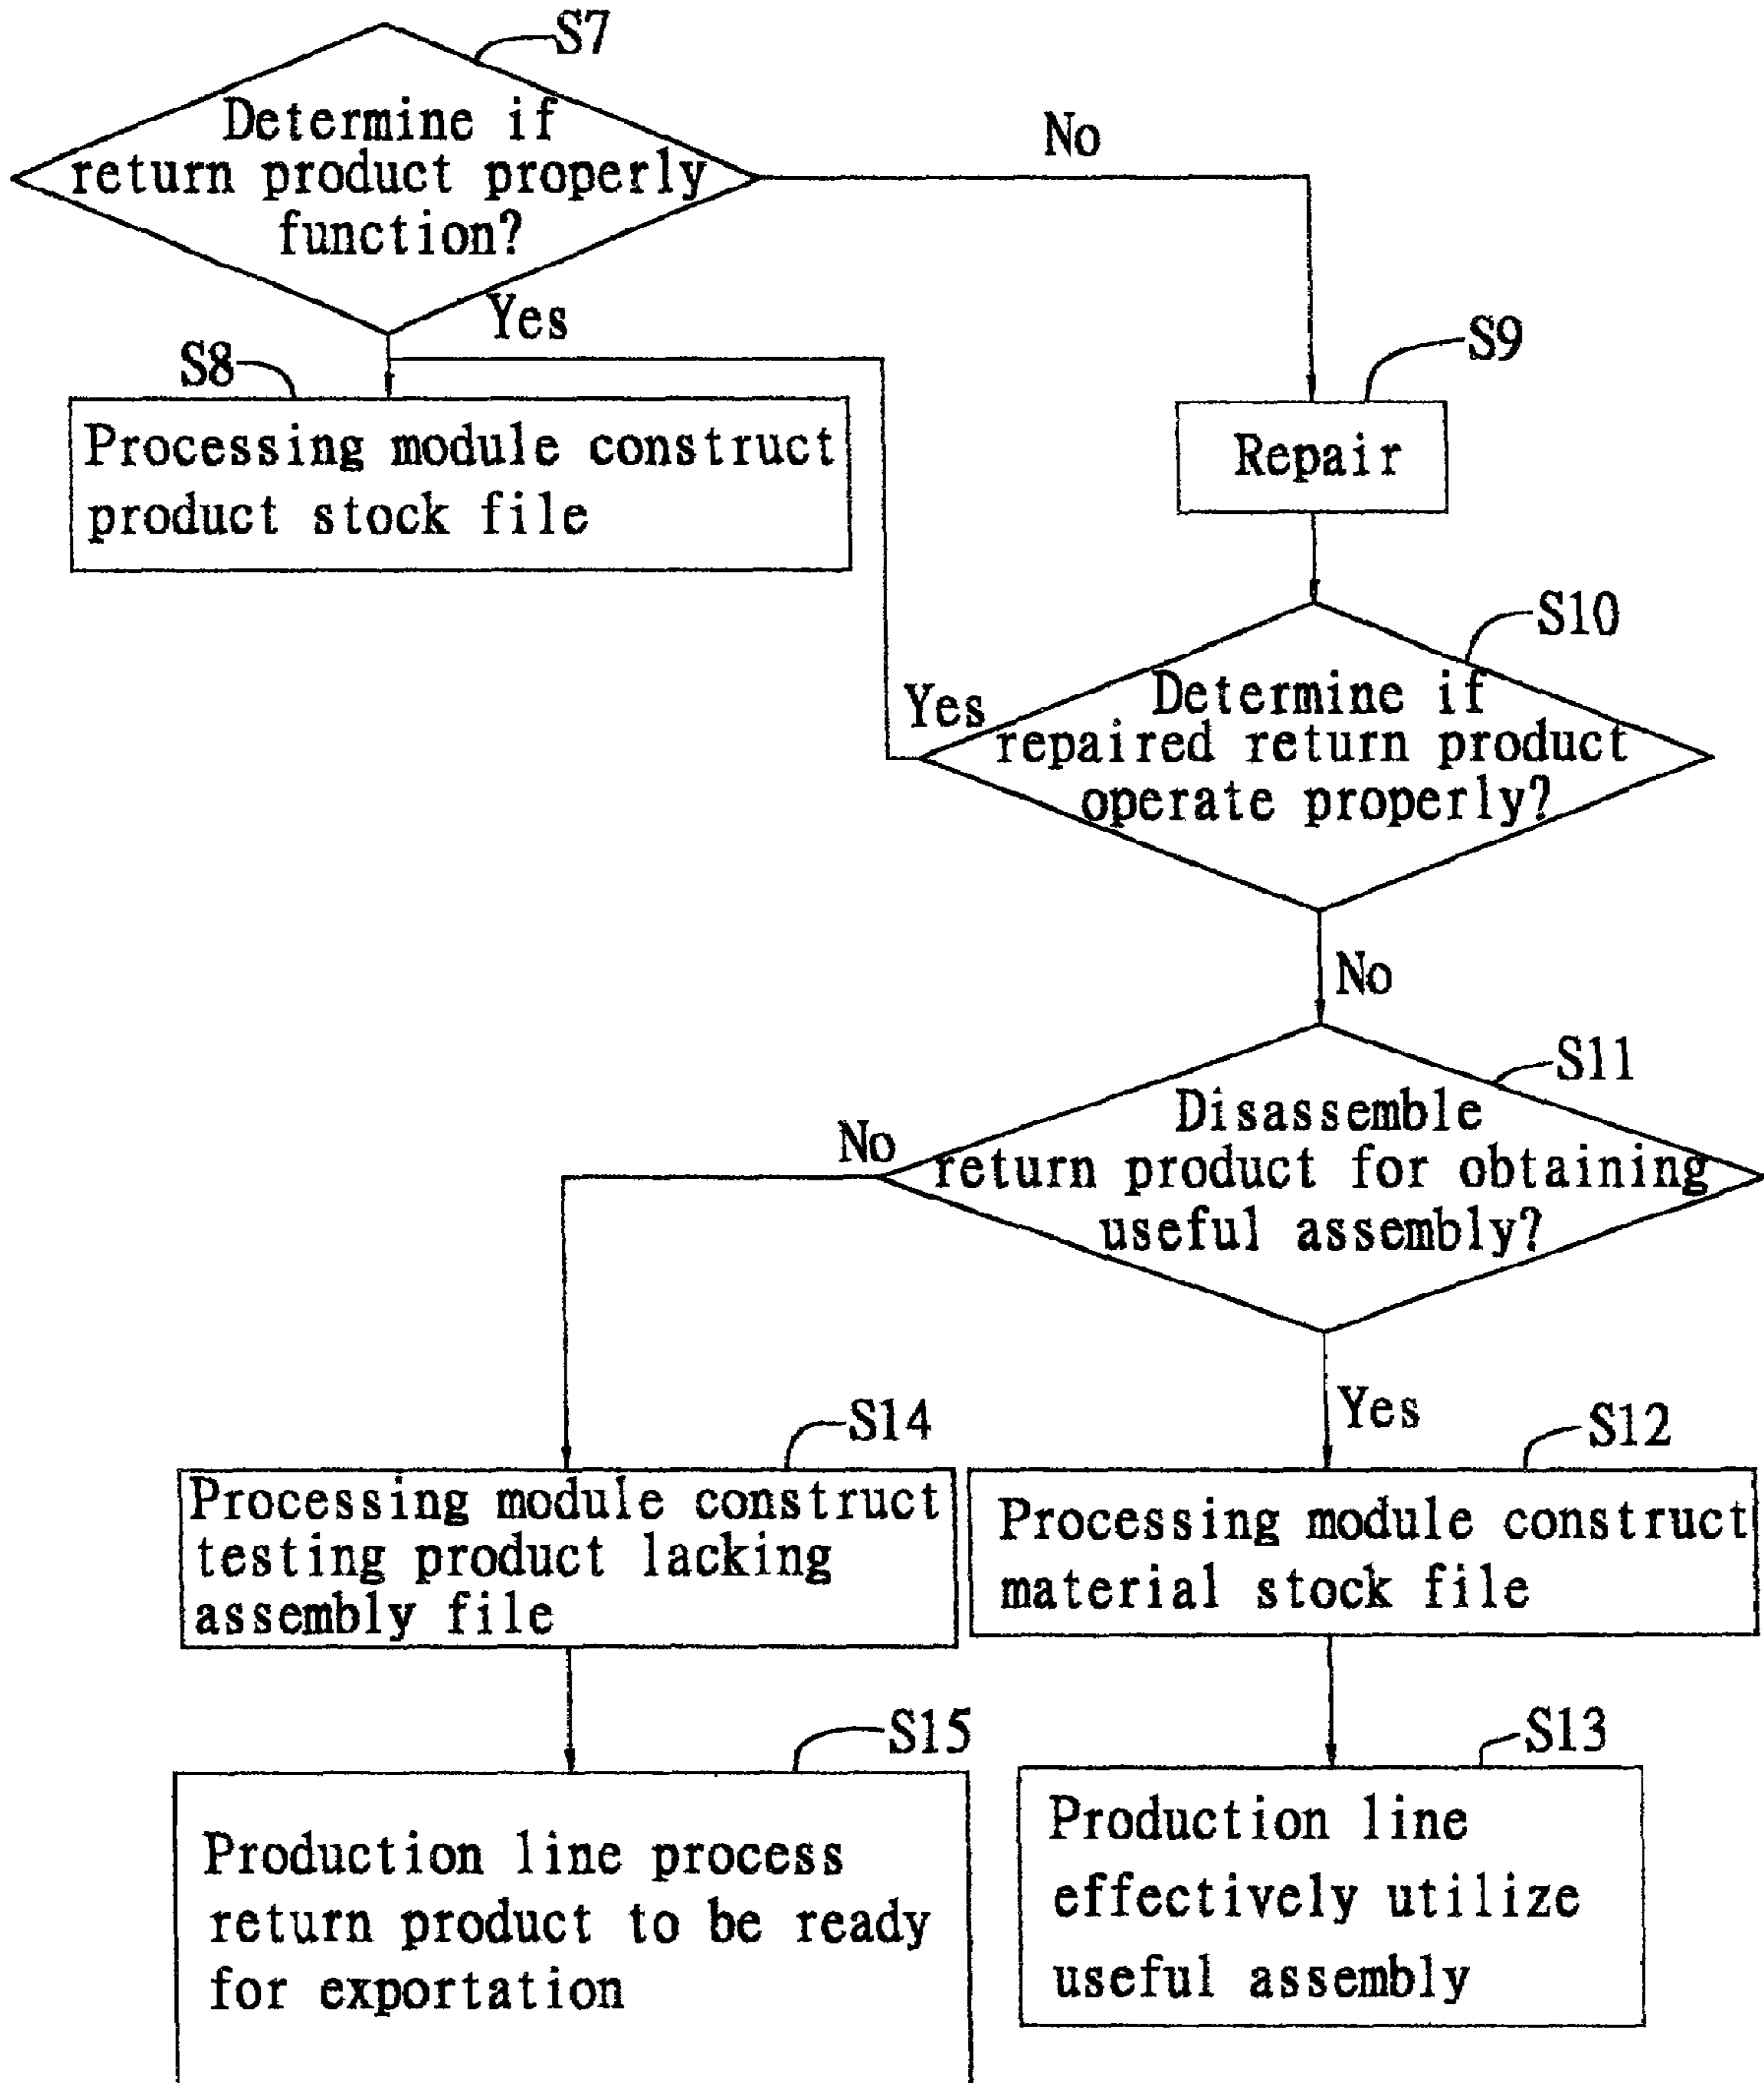 S7
Determine if
return product properly
function?
No
Yes
S8
Processing module construct
product stock file
S9
Repair
S10
Yes
Determine if
repaired return product
operate properly?
No
S11
Disassemble
return product for obtaining
useful assembly?
No
Yes
S14
Processing module construct
testing product lacking
assembly file
S12
Processing module construct
material stock file
S15
Production line process
return product to be ready
for exportation
S13
Production line
effectively utilize
useful assembly